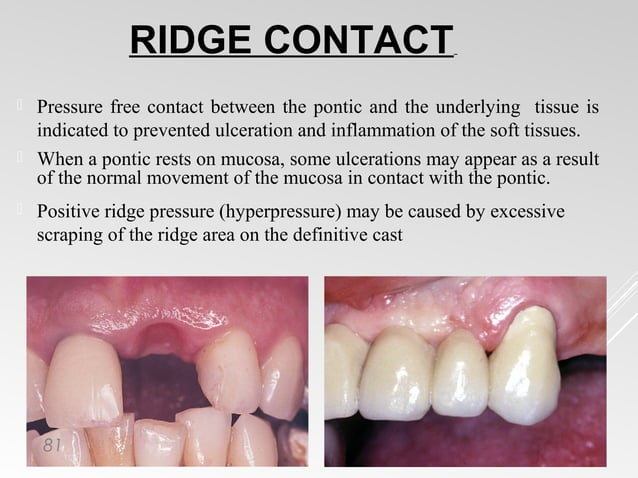 RIDGE CONTACT
Pressure free contact between the pontic and the underlying tissue is
indicated to prevented ulceration and inflammation of the soft tissues.
When a pontic rests on mucosa, some ulcerations may appear as a result
of the normal movement of the mucosa in contact with the pontic.
Positive ridge pressure (hyperpressure) may be caused by excessive
scraping of the ridge area on the definitive cast
81